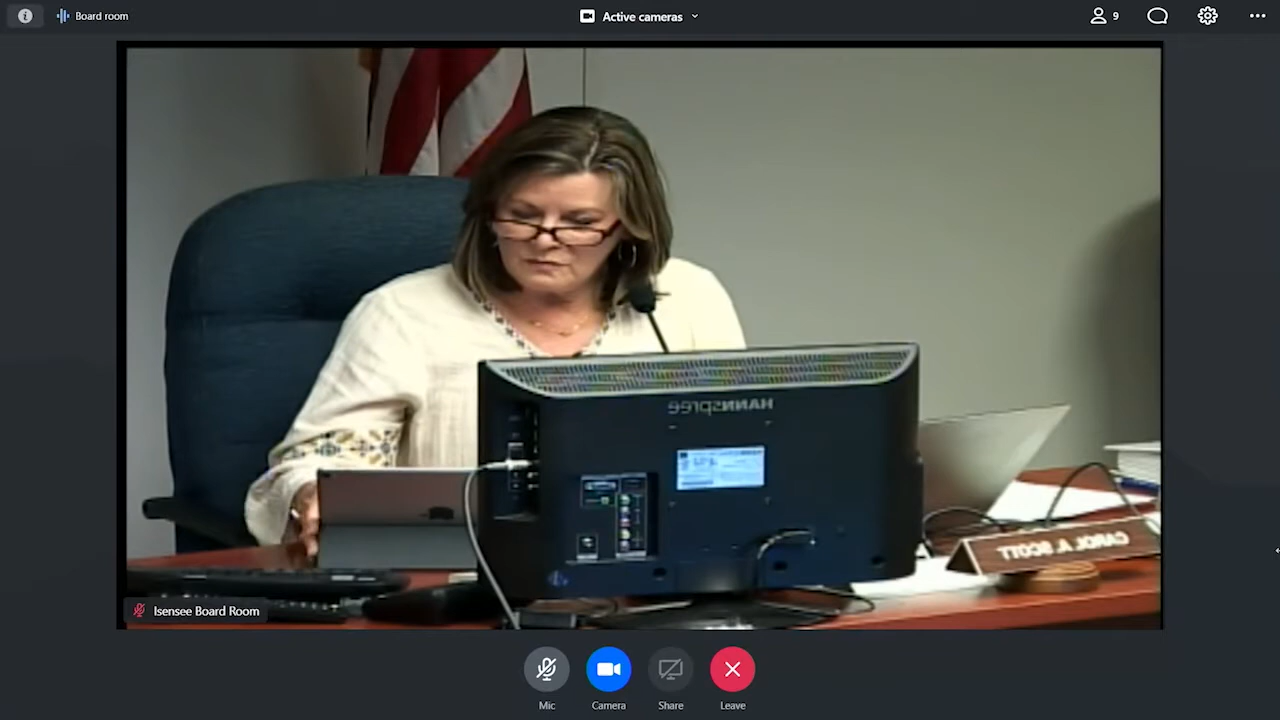 Board room
Active cameras
9
HANNspree
CAROL A. SCOTT
Isensee Board Room
Mic
Camera
Share
Leave